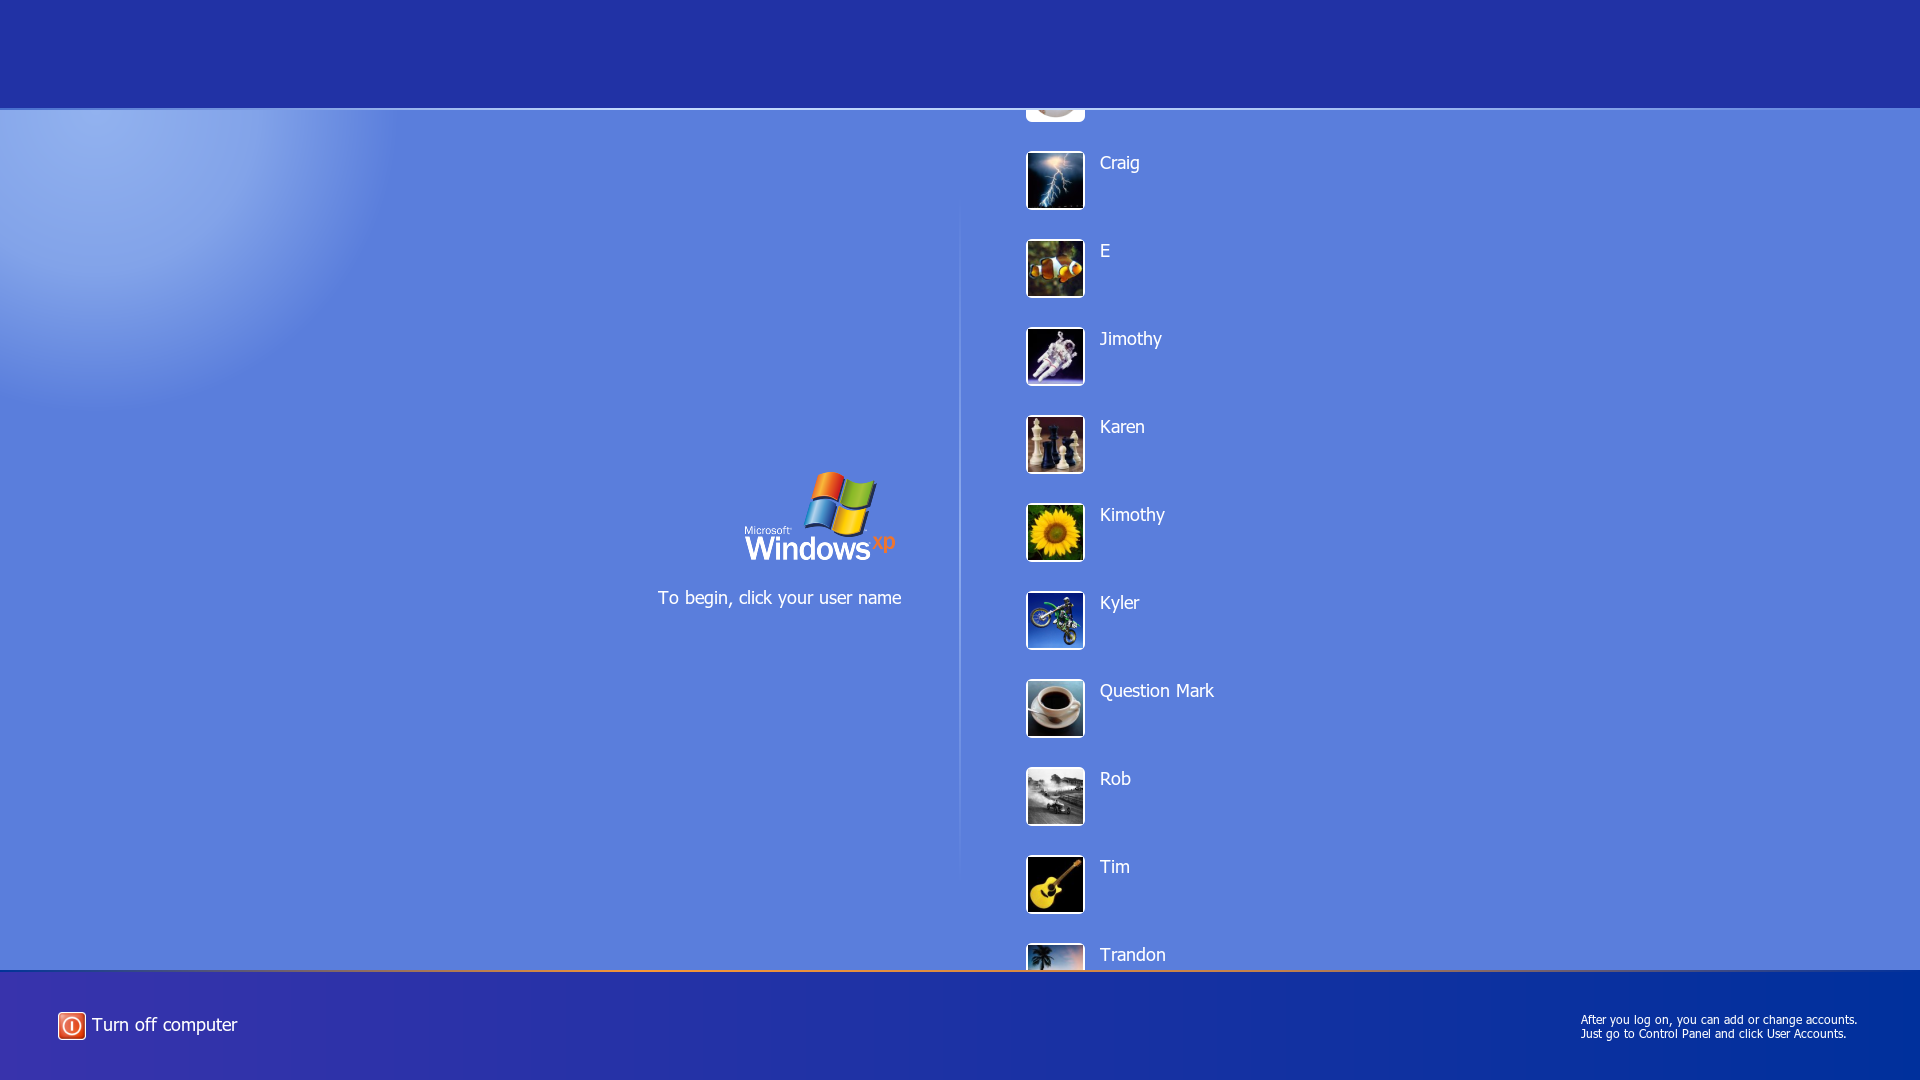 Craig
E
Jimothy
Karen
Kimothy
Kyler
Question Mark
Rob
Tim
Trandon
Microsoft
Windows xp
To begin, click your user name
Turn off computer
After you log on, you can add or change accounts.
Just go to Control Panel and click User Accounts.